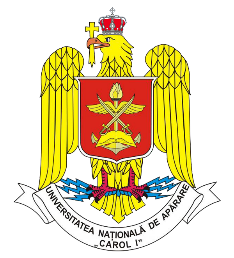 UNIVERSITATEA NAȚIONALĂ DE APĂRARE
„CAROL I"